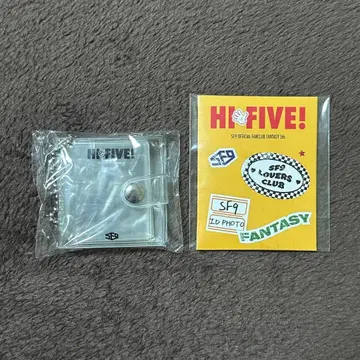 HI FIVE!
SF9
HI FIVE!
SF9 OFFICIAL FANCLUB FANTASY 5th
SF9
SF9
LOVERS
CLUB
SF9
ID PHOTO
FANTASY